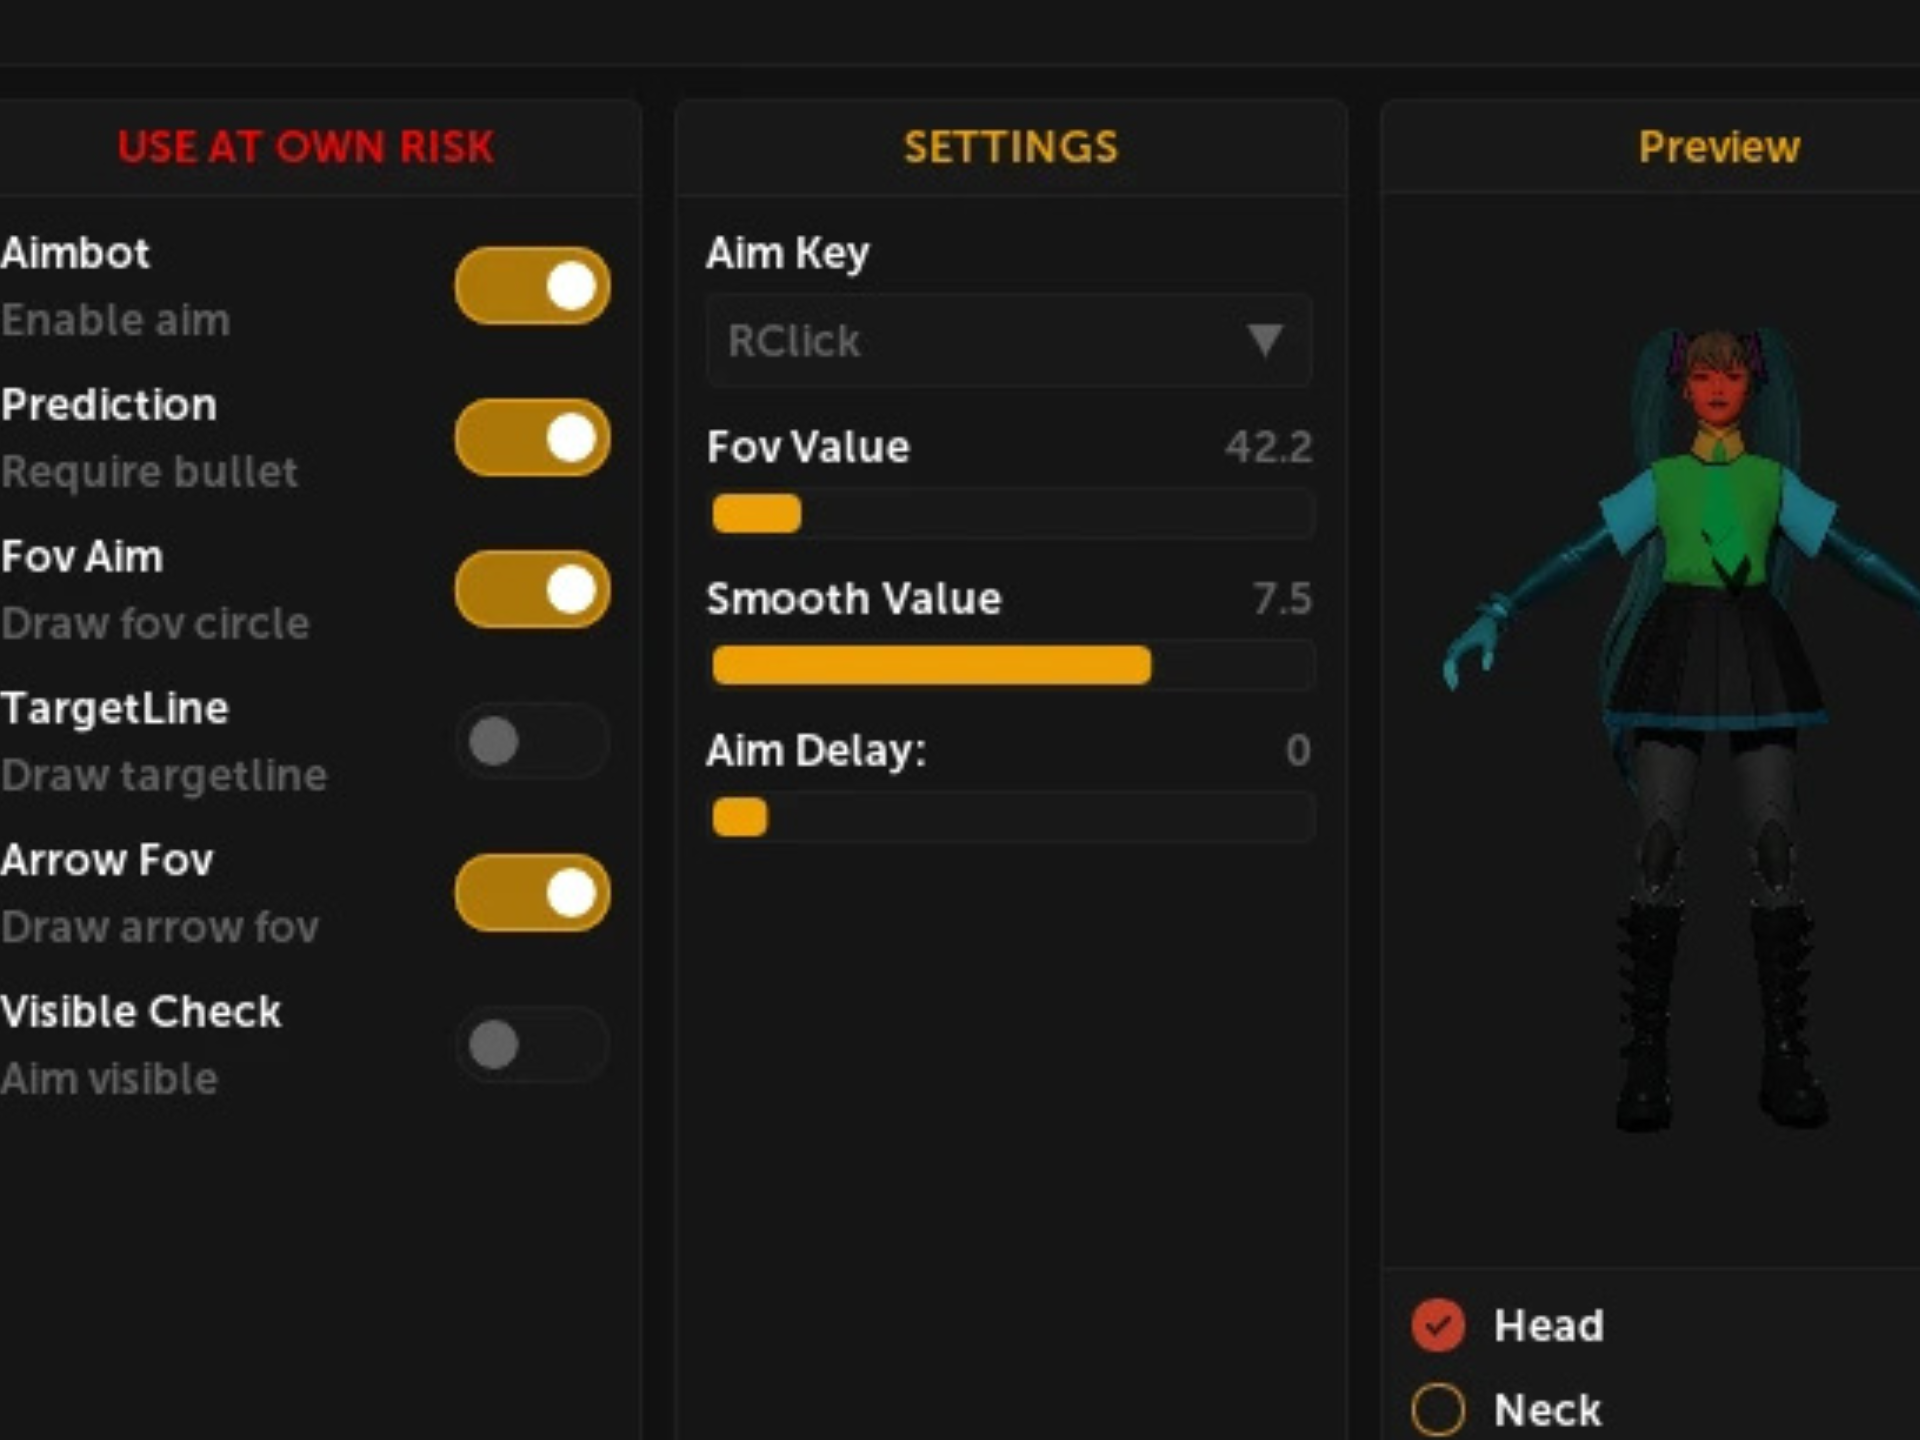 USE AT OWN RISK
Aimbot
Enable aim
Prediction
Require bullet
Fov Aim
Draw fov circle
TargetLine
Draw targetline
Arrow Fov
Draw arrow fov
Visible Check
Aim visible
SETTINGS
Aim Key
RClick
Fov Value 42.2
Smooth Value 7.5
Aim Delay: 0
Preview
Head
Neck